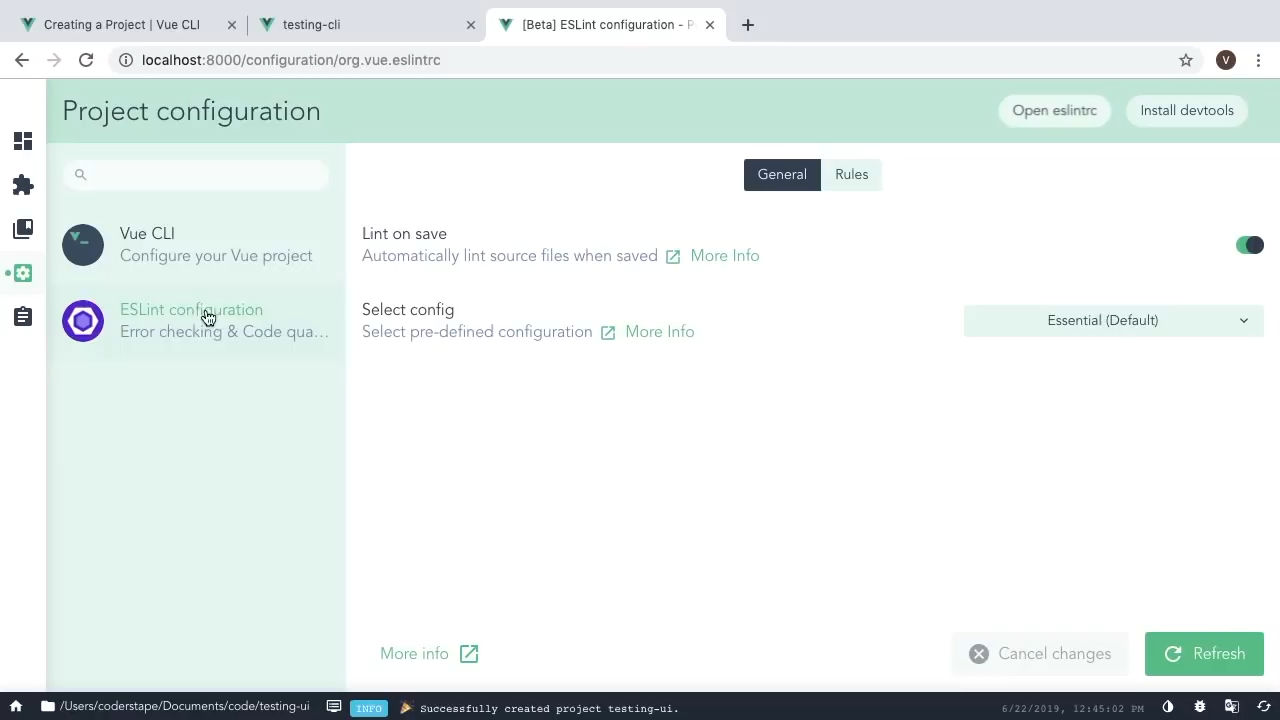 Creating a Project | Vue CLI
testing-cli
[Beta] ESLint configuration - P
localhost:8000/configuration/org.vue.eslintrc
V
Project configuration
Open eslintrc
Install devtools
General
Rules
Vue CLI
Configure your Vue project
ESLint configuration
Error checking & Code qua...
Lint on save
Automatically lint source files when saved More Info
Select config
Select pre-defined configuration More Info
Essential (Default)
More info
Cancel changes
Refresh
/Users/coderstape/Documents/code/testing-ui
INFO
🎉 Successfully created project testing-ui.
6/22/2019, 12:45:02 PM